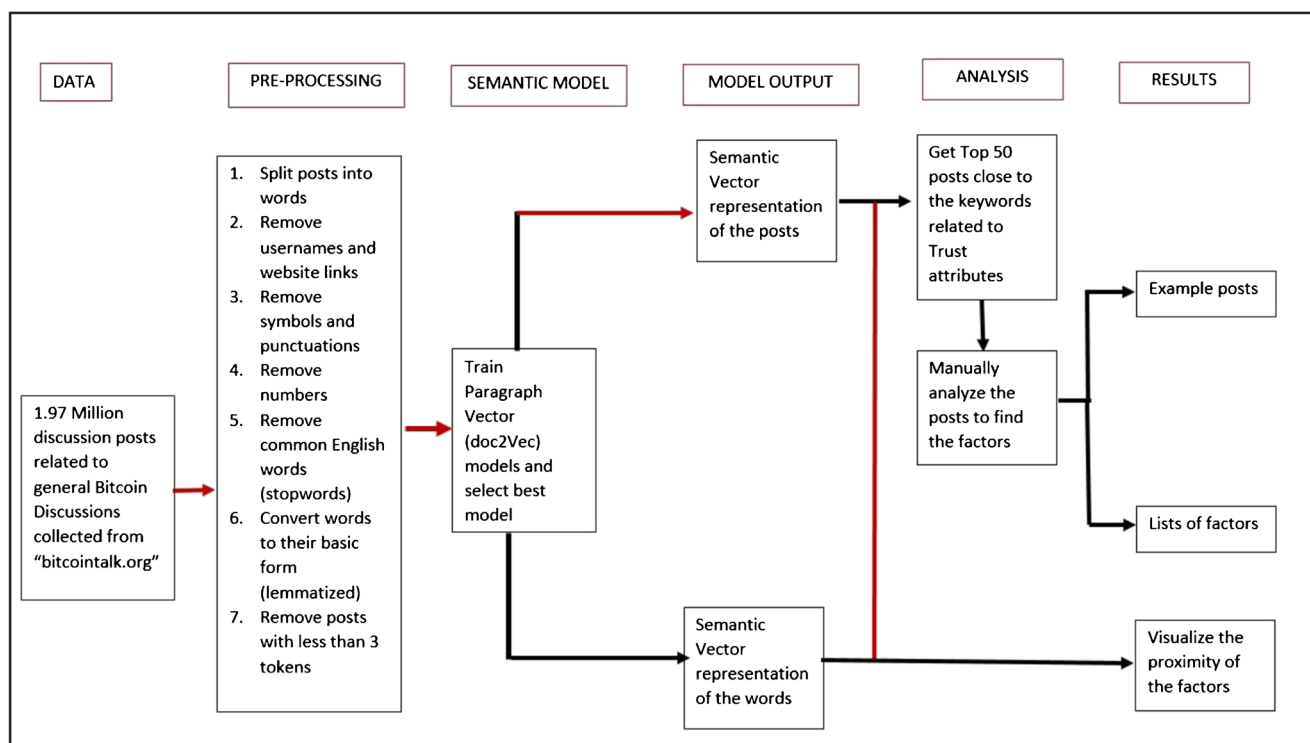 DATA
PRE-PROCESSING
SEMANTIC MODEL
MODEL OUTPUT
ANALYSIS
RESULTS
1.97 Million
discussion posts
related to
general Bitcoin
Discussions
collected from
“bitcointalk.org”
1. Split posts into
words
2. Remove
usernames and
website links
3. Remove
symbols and
punctuations
4. Remove
numbers
5. Remove
common English
words
(stopwords)
6. Convert words
to their basic
form
(lemmatized)
7. Remove posts
with less than 3
tokens
Train
Paragraph
Vector
(doc2Vec)
models and
select best
model
Semantic
Vector
representation
of the posts
Semantic
Vector
representation
of the words
Get Top 50
posts close to
the keywords
related to
Trust
attributes
Manually
analyze the
posts to find
the factors
Example posts
Lists of factors
Visualize the
proximity of
the factors